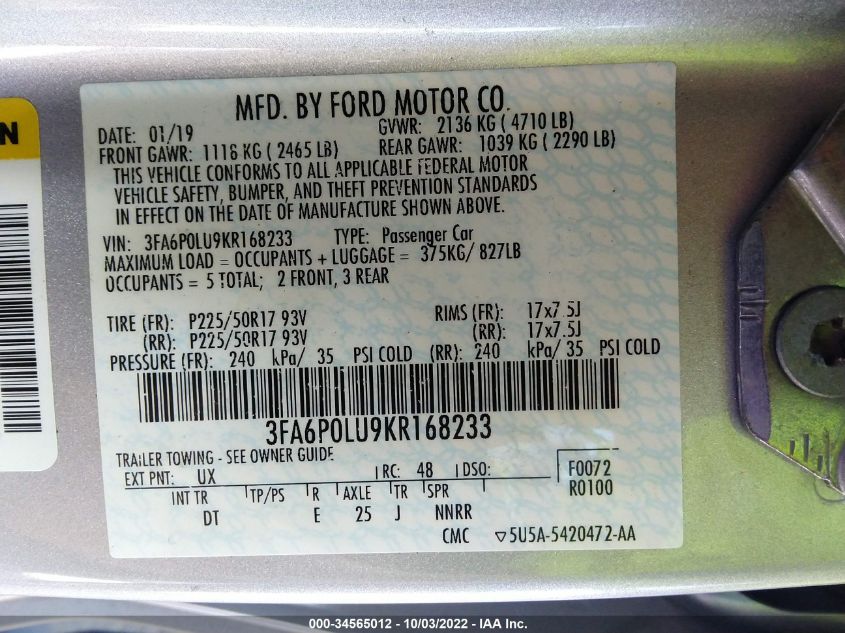 N
MFD. BY FORD MOTOR CO.
DATE: 01/19 GVWR: 2136 KG ( 4710 LB)
FRONT GAWR: 1118 KG ( 2465 LB) REAR GAWR: 1039 KG ( 2290 LB)
THIS VEHICLE CONFORMS TO ALL APPLICABLE FEDERAL MOTOR
VEHICLE SAFETY, BUMPER, AND THEFT PREVENTION STANDARDS
IN EFFECT ON THE DATE OF MANUFACTURE SHOWN ABOVE.
VIN: 3FA6P0LU9KR168233 TYPE: Passenger Car
MAXIMUM LOAD = OCCUPANTS + LUGGAGE = 375KG/ 827LB
OCCUPANTS = 5 TOTAL; 2 FRONT, 3 REAR
TIRE (FR): P225/50R17 93V RIMS (FR): 17x7.5J
(RR): P225/50R17 93V (RR): 17x7.5J
PRESSURE (FR): 240 kPa/ 35 PSI COLD (RR): 240 kPa/ 35 PSI COLD
3FA6P0LU9KR168233
TRAILER TOWING - SEE OWNER GUIDE
EXT PNT: UX RC: 48 DSO: F0072
R0100
INT TR TP/PS R AXLE TR SPR
DT E 25 J NNRR
CMC ▽5U5A-5420472-AA
000-34565012 - 10/03/2022 - IAA Inc.